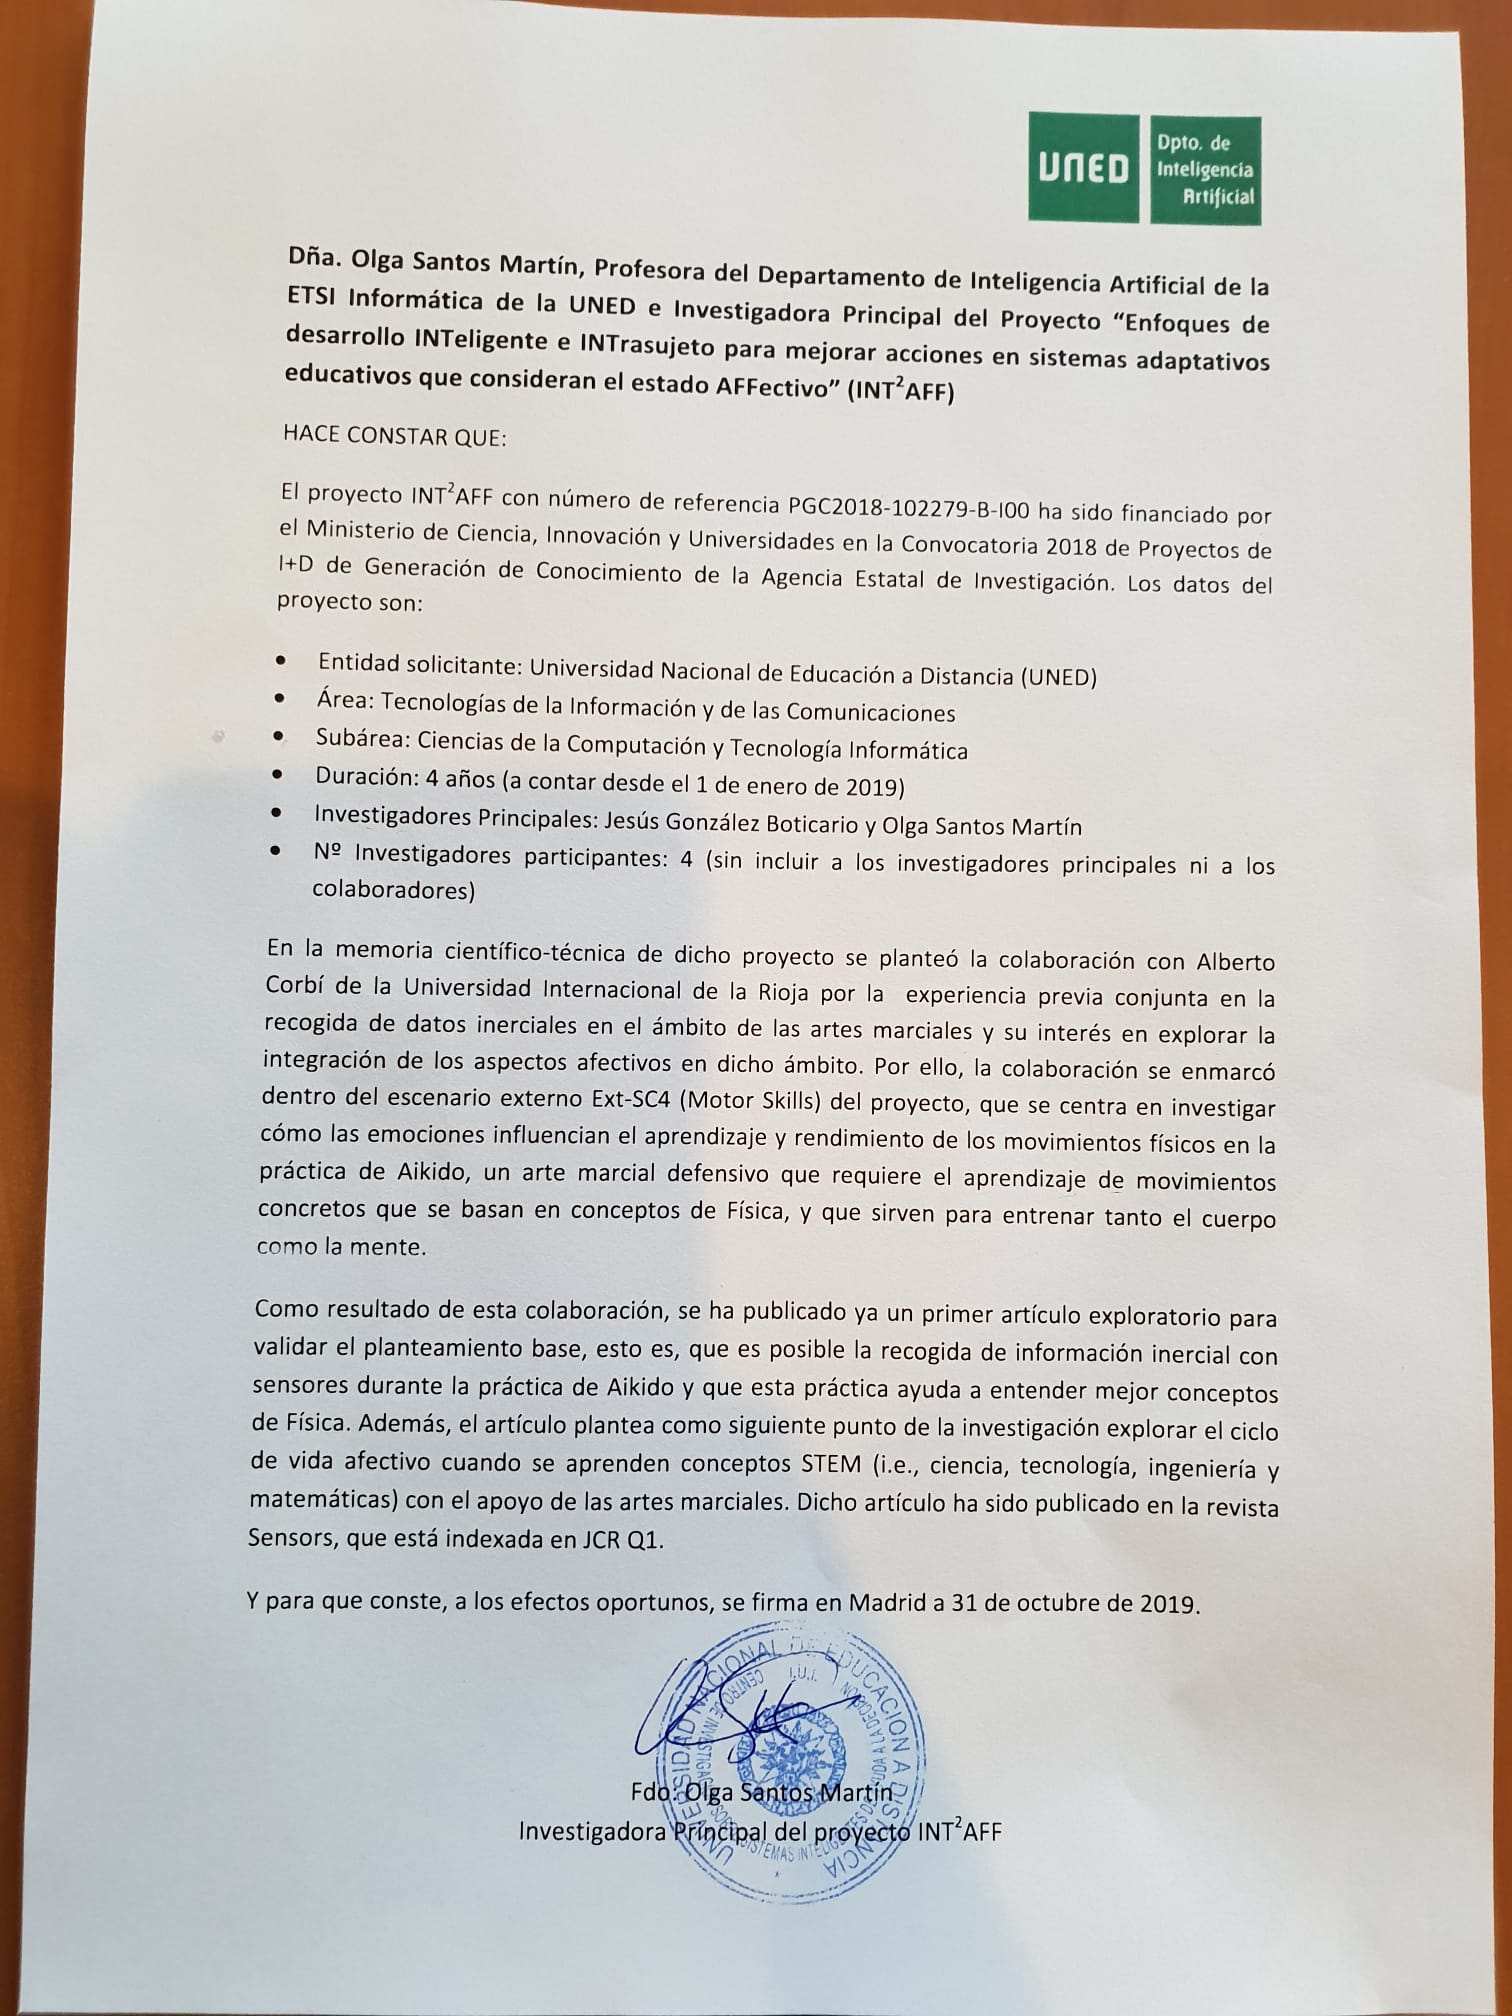 UNED
Dpto. de
Inteligencia
Artificial
Dña. Olga Santos Martín, Profesora del Departamento de Inteligencia Artificial de la
ETSI Informática de la UNED e Investigadora Principal del Proyecto “Enfoques de
desarrollo INTeligente e INTrasujeto para mejorar acciones en sistemas adaptativos
educativos que consideran el estado AFFectivo” (INT²AFF)
HACE CONSTAR QUE:
El proyecto INT²AFF con número de referencia PGC2018-102279-B-I00 ha sido financiado por
el Ministerio de Ciencia, Innovación y Universidades en la Convocatoria 2018 de Proyectos de
I+D de Generación de Conocimiento de la Agencia Estatal de Investigación. Los datos del
proyecto son:
• Entidad solicitante: Universidad Nacional de Educación a Distancia (UNED)
• Área: Tecnologías de la Información y de las Comunicaciones
• Subárea: Ciencias de la Computación y Tecnología Informática
• Duración: 4 años (a contar desde el 1 de enero de 2019)
• Investigadores Principales: Jesús González Boticario y Olga Santos Martín
• Nº Investigadores participantes: 4 (sin incluir a los investigadores principales ni a los
colaboradores)
En la memoria científico-técnica de dicho proyecto se planteó la colaboración con Alberto
Corbí de la Universidad Internacional de la Rioja por la experiencia previa conjunta en la
recogida de datos inerciales en el ámbito de las artes marciales y su interés en explorar la
integración de los aspectos afectivos en dicho ámbito. Por ello, la colaboración se enmarcó
dentro del escenario externo Ext-SC4 (Motor Skills) del proyecto, que se centra en investigar
cómo las emociones influencian el aprendizaje y rendimiento de los movimientos físicos en la
práctica de Aikido, un arte marcial defensivo que requiere el aprendizaje de movimientos
concretos que se basan en conceptos de Física, y que sirven para entrenar tanto el cuerpo
como la mente.
Como resultado de esta colaboración, se ha publicado ya un primer artículo exploratorio para
validar el planteamiento base, esto es, que es posible la recogida de información inercial con
sensores durante la práctica de Aikido y que esta práctica ayuda a entender mejor conceptos
de Física. Además, el artículo plantea como siguiente punto de la investigación explorar el ciclo
de vida afectivo cuando se aprenden conceptos STEM (i.e., ciencia, tecnología, ingeniería y
matemáticas) con el apoyo de las artes marciales. Dicho artículo ha sido publicado en la revista
Sensors, que está indexada en JCR Q1.
Y para que conste, a los efectos oportunos, se firma en Madrid a 31 de octubre de 2019.
UNIVERSIDAD NACIONAL DE EDUCACION A DISTANCIA
Fdo: Olga Santos Martín
Investigadora Principal del proyecto INT²AFF